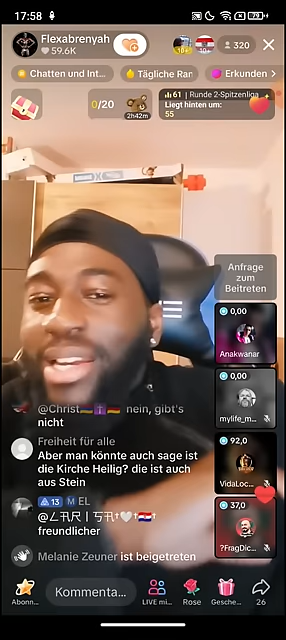 17:58
79
Flexabrenyah
59.6K
18+
320
Chatten und Int...
Tägliche Ran
Erkunden
0/20
2h42m
61 | Runde 2-Spitzenliga
Liegt hinten um:
55
Anfrage
zum
Beitreten
0,00
Anakwanar
0,00
mylife_m...
92,0
VidaLoc...
37,0
?FragDic...
nein, gibt's
nicht
Freiheit für alle
Aber man könnte auch sage ist
die Kirche Heilig? die ist auch
aus Stein
13 M EL
freundlicher
Melanie Zeuner ist beigetreten
Abonn...
Kommenta...
LIVE mi...
Rose
Gesche...
26